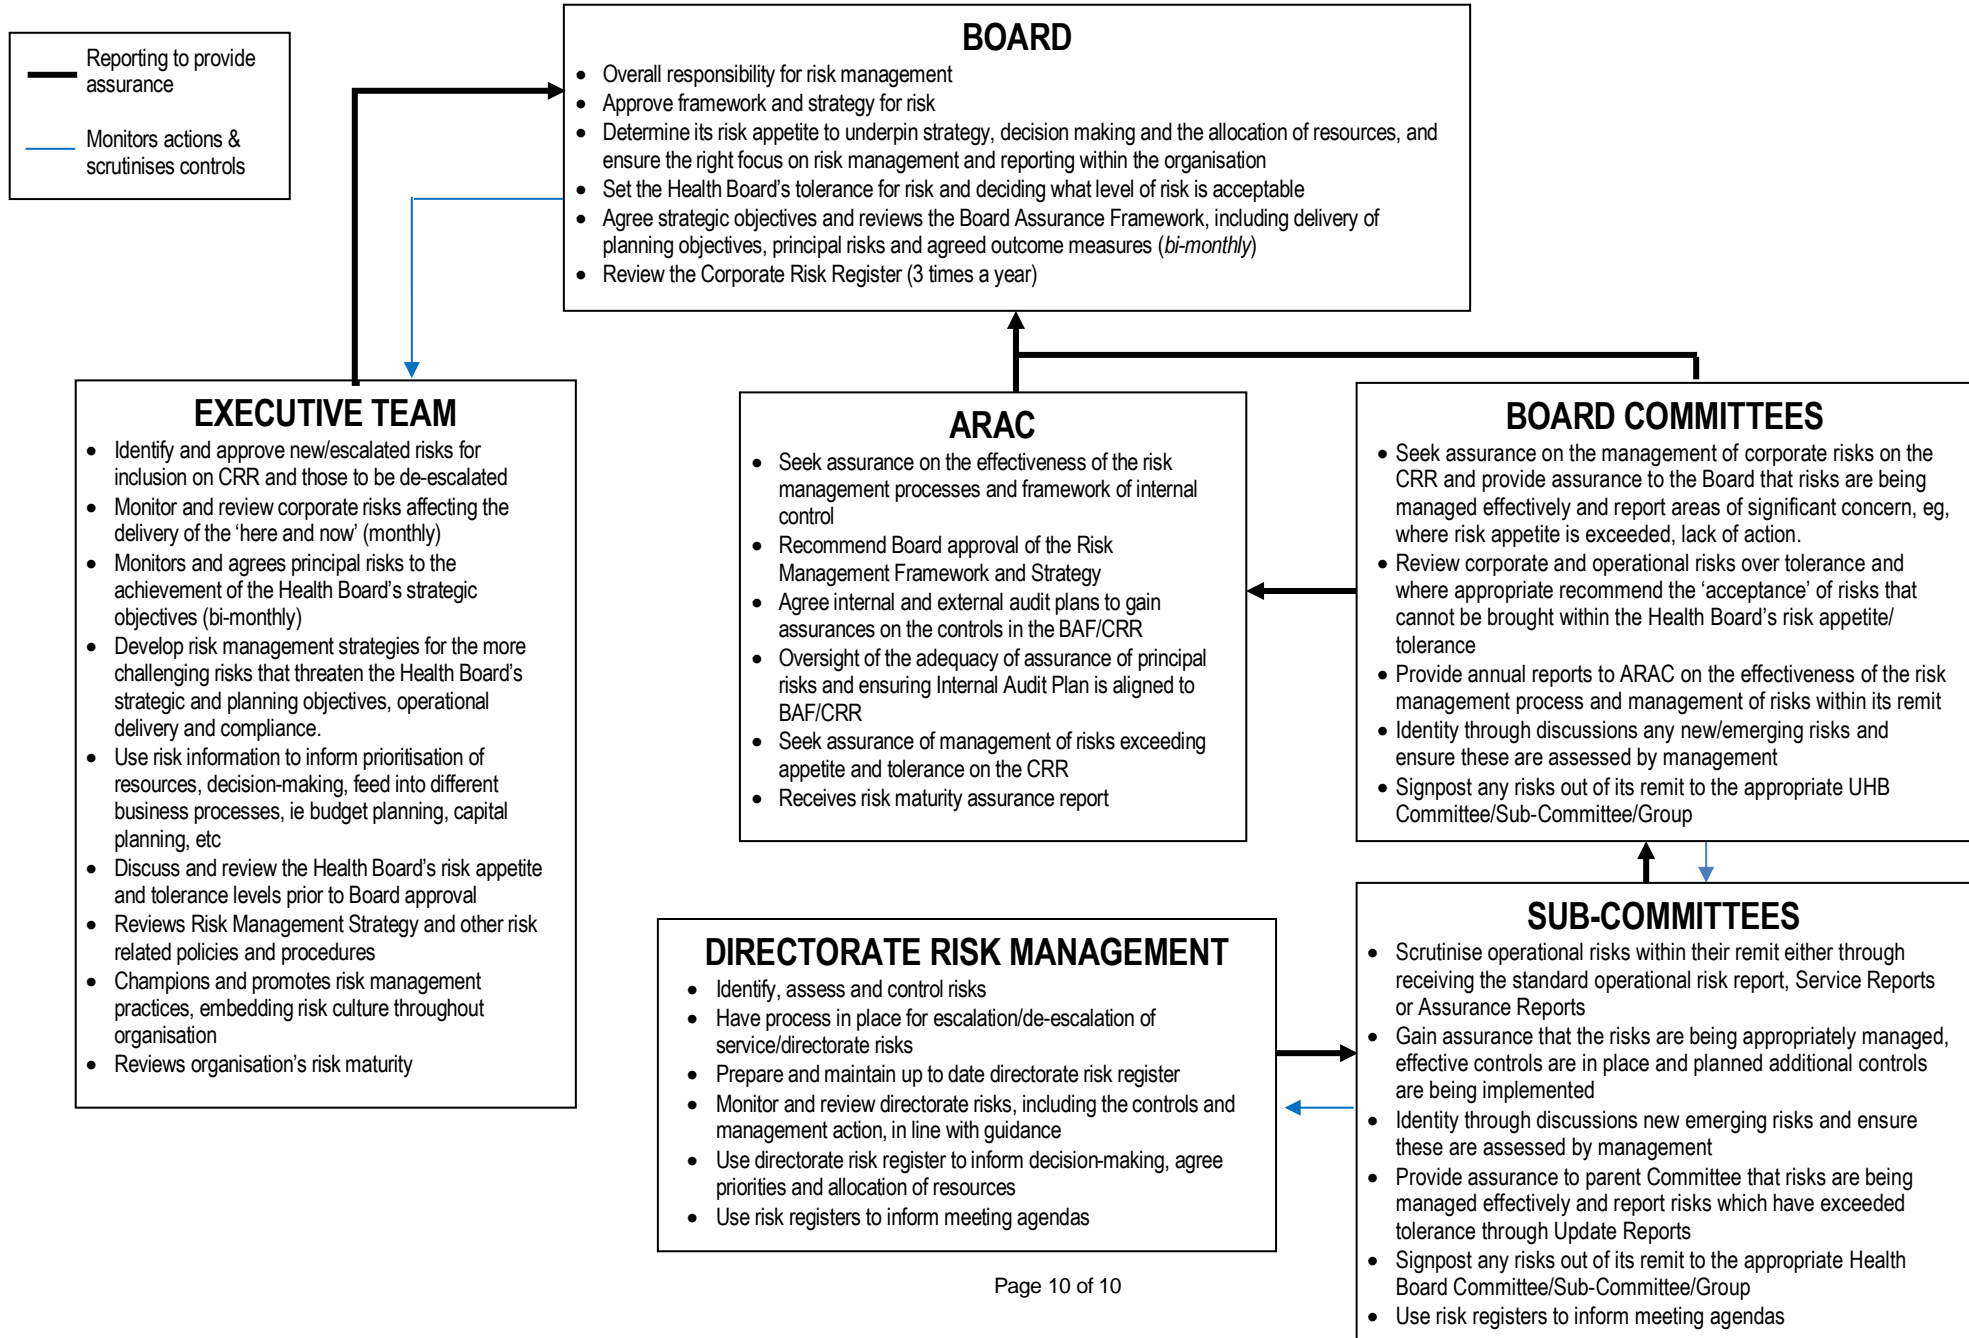 Reporting to provide
assurance
Monitors actions &
scrutinises controls
BOARD
• Overall responsibility for risk management
• Approve framework and strategy for risk
• Determine its risk appetite to underpin strategy, decision making and the allocation of resources, and
ensure the right focus on risk management and reporting within the organisation
• Set the Health Board's tolerance for risk and deciding what level of risk is acceptable
• Agree strategic objectives and reviews the Board Assurance Framework, including delivery of
planning objectives, principal risks and agreed outcome measures (bi-monthly)
• Review the Corporate Risk Register (3 times a year)
EXECUTIVE TEAM
• Identify and approve new/escalated risks for
inclusion on CRR and those to be de-escalated
• Monitor and review corporate risks affecting the
delivery of the 'here and now' (monthly)
• Monitors and agrees principal risks to the
achievement of the Health Board's strategic
objectives (bi-monthly)
• Develop risk management strategies for the more
challenging risks that threaten the Health Board's
strategic and planning objectives, operational
delivery and compliance.
• Use risk information to inform prioritisation of
resources, decision-making, feed into different
business processes, ie budget planning, capital
planning, etc
• Discuss and review the Health Board's risk appetite
and tolerance levels prior to Board approval
• Reviews Risk Management Strategy and other risk
related policies and procedures
• Champions and promotes risk management
practices, embedding risk culture throughout
organisation
• Reviews organisation's risk maturity
ARAC
• Seek assurance on the effectiveness of the risk
management processes and framework of internal
control
• Recommend Board approval of the Risk
Management Framework and Strategy
• Agree internal and external audit plans to gain
assurances on the controls in the BAF/CRR
• Oversight of the adequacy of assurance of principal
risks and ensuring Internal Audit Plan is aligned to
BAF/CRR
• Seek assurance of management of risks exceeding
appetite and tolerance on the CRR
• Receives risk maturity assurance report
BOARD COMMITTEES
• Seek assurance on the management of corporate risks on the
CRR and provide assurance to the Board that risks are being
managed effectively and report areas of significant concern, eg,
where risk appetite is exceeded, lack of action.
• Review corporate and operational risks over tolerance and
where appropriate recommend the 'acceptance' of risks that
cannot be brought within the Health Board's risk appetite/
tolerance
• Provide annual reports to ARAC on the effectiveness of the risk
management process and management of risks within its remit
• Identity through discussions any new/emerging risks and
ensure these are assessed by management
• Signpost any risks out of its remit to the appropriate UHB
Committee/Sub-Committee/Group
DIRECTORATE RISK MANAGEMENT
• Identify, assess and control risks
• Have process in place for escalation/de-escalation of
service/directorate risks
• Prepare and maintain up to date directorate risk register
• Monitor and review directorate risks, including the controls and
management action, in line with guidance
• Use directorate risk register to inform decision-making, agree
priorities and allocation of resources
• Use risk registers to inform meeting agendas
SUB-COMMITTEES
• Scrutinise operational risks within their remit either through
receiving the standard operational risk report, Service Reports
or Assurance Reports
• Gain assurance that the risks are being appropriately managed,
effective controls are in place and planned additional controls
are being implemented
• Identity through discussions new emerging risks and ensure
these are assessed by management
• Provide assurance to parent Committee that risks are being
managed effectively and report risks which have exceeded
tolerance through Update Reports
• Signpost any risks out of its remit to the appropriate Health
Board Committee/Sub-Committee/Group
• Use risk registers to inform meeting agendas
Page 10 of 10